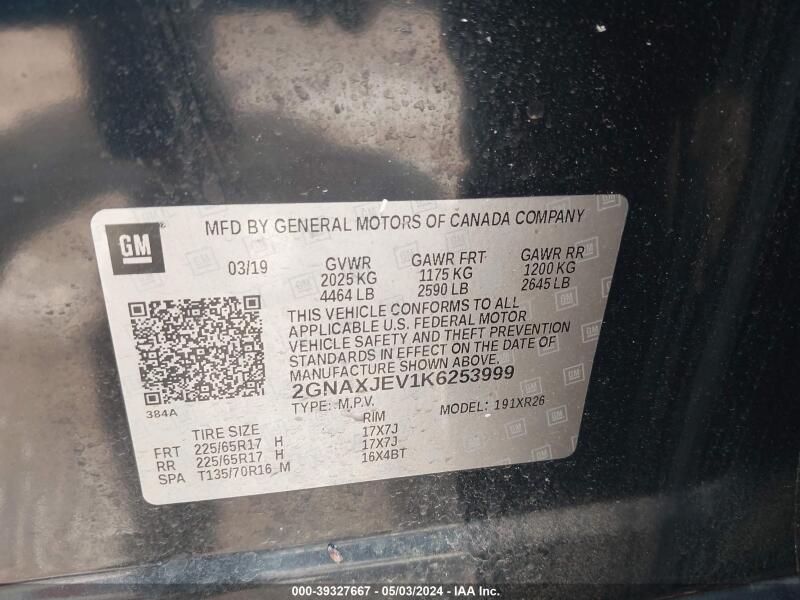 GM
MFD BY GENERAL MOTORS OF CANADA COMPANY
03/19 GVWR GAWR FRT GAWR RR
2025 KG 1175 KG 1200 KG
4464 LB 2590 LB 2645 LB
THIS VEHICLE CONFORMS TO ALL
APPLICABLE U.S. FEDERAL MOTOR
VEHICLE SAFETY AND THEFT PREVENTION
STANDARDS IN EFFECT ON THE DATE OF
MANUFACTURE SHOWN ABOVE.
2GNAXJEV1K6253999
384A
TYPE: M.P.V. MODEL: 191XR26
TIRE SIZE RIM
FRT 225/65R17 H 17X7J
RR 225/65R17 H 17X7J
SPA T135/70R16 M 16X4BT
000-39327667 - 05/03/2024 - IAA Inc.